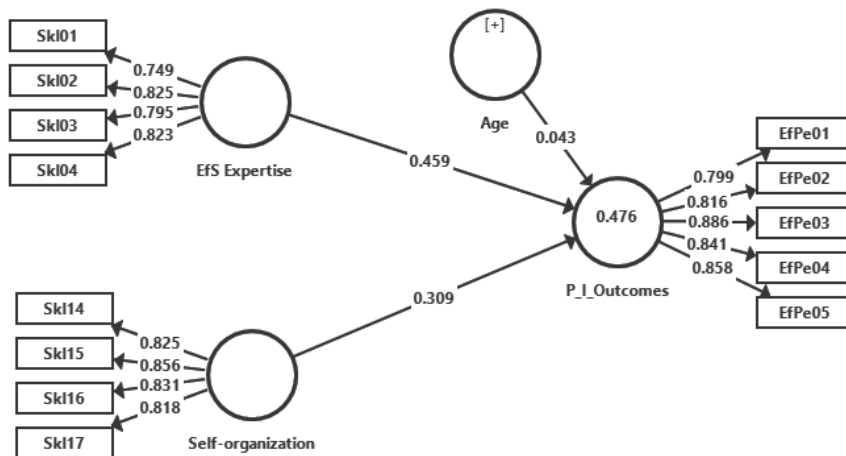 Skl01
0.749
Skl02
0.825
Skl03
0.795
Skl04
0.823
EfS Expertise
0.459
[+]
Age
0.043
0.476
P_I_Outcomes
EfPe01
0.799
EfPe02
0.816
EfPe03
0.886
EfPe04
0.841
EfPe05
0.858
0.309
Skl14
0.825
Skl15
0.856
Skl16
0.831
Skl17
0.818
Self-organization